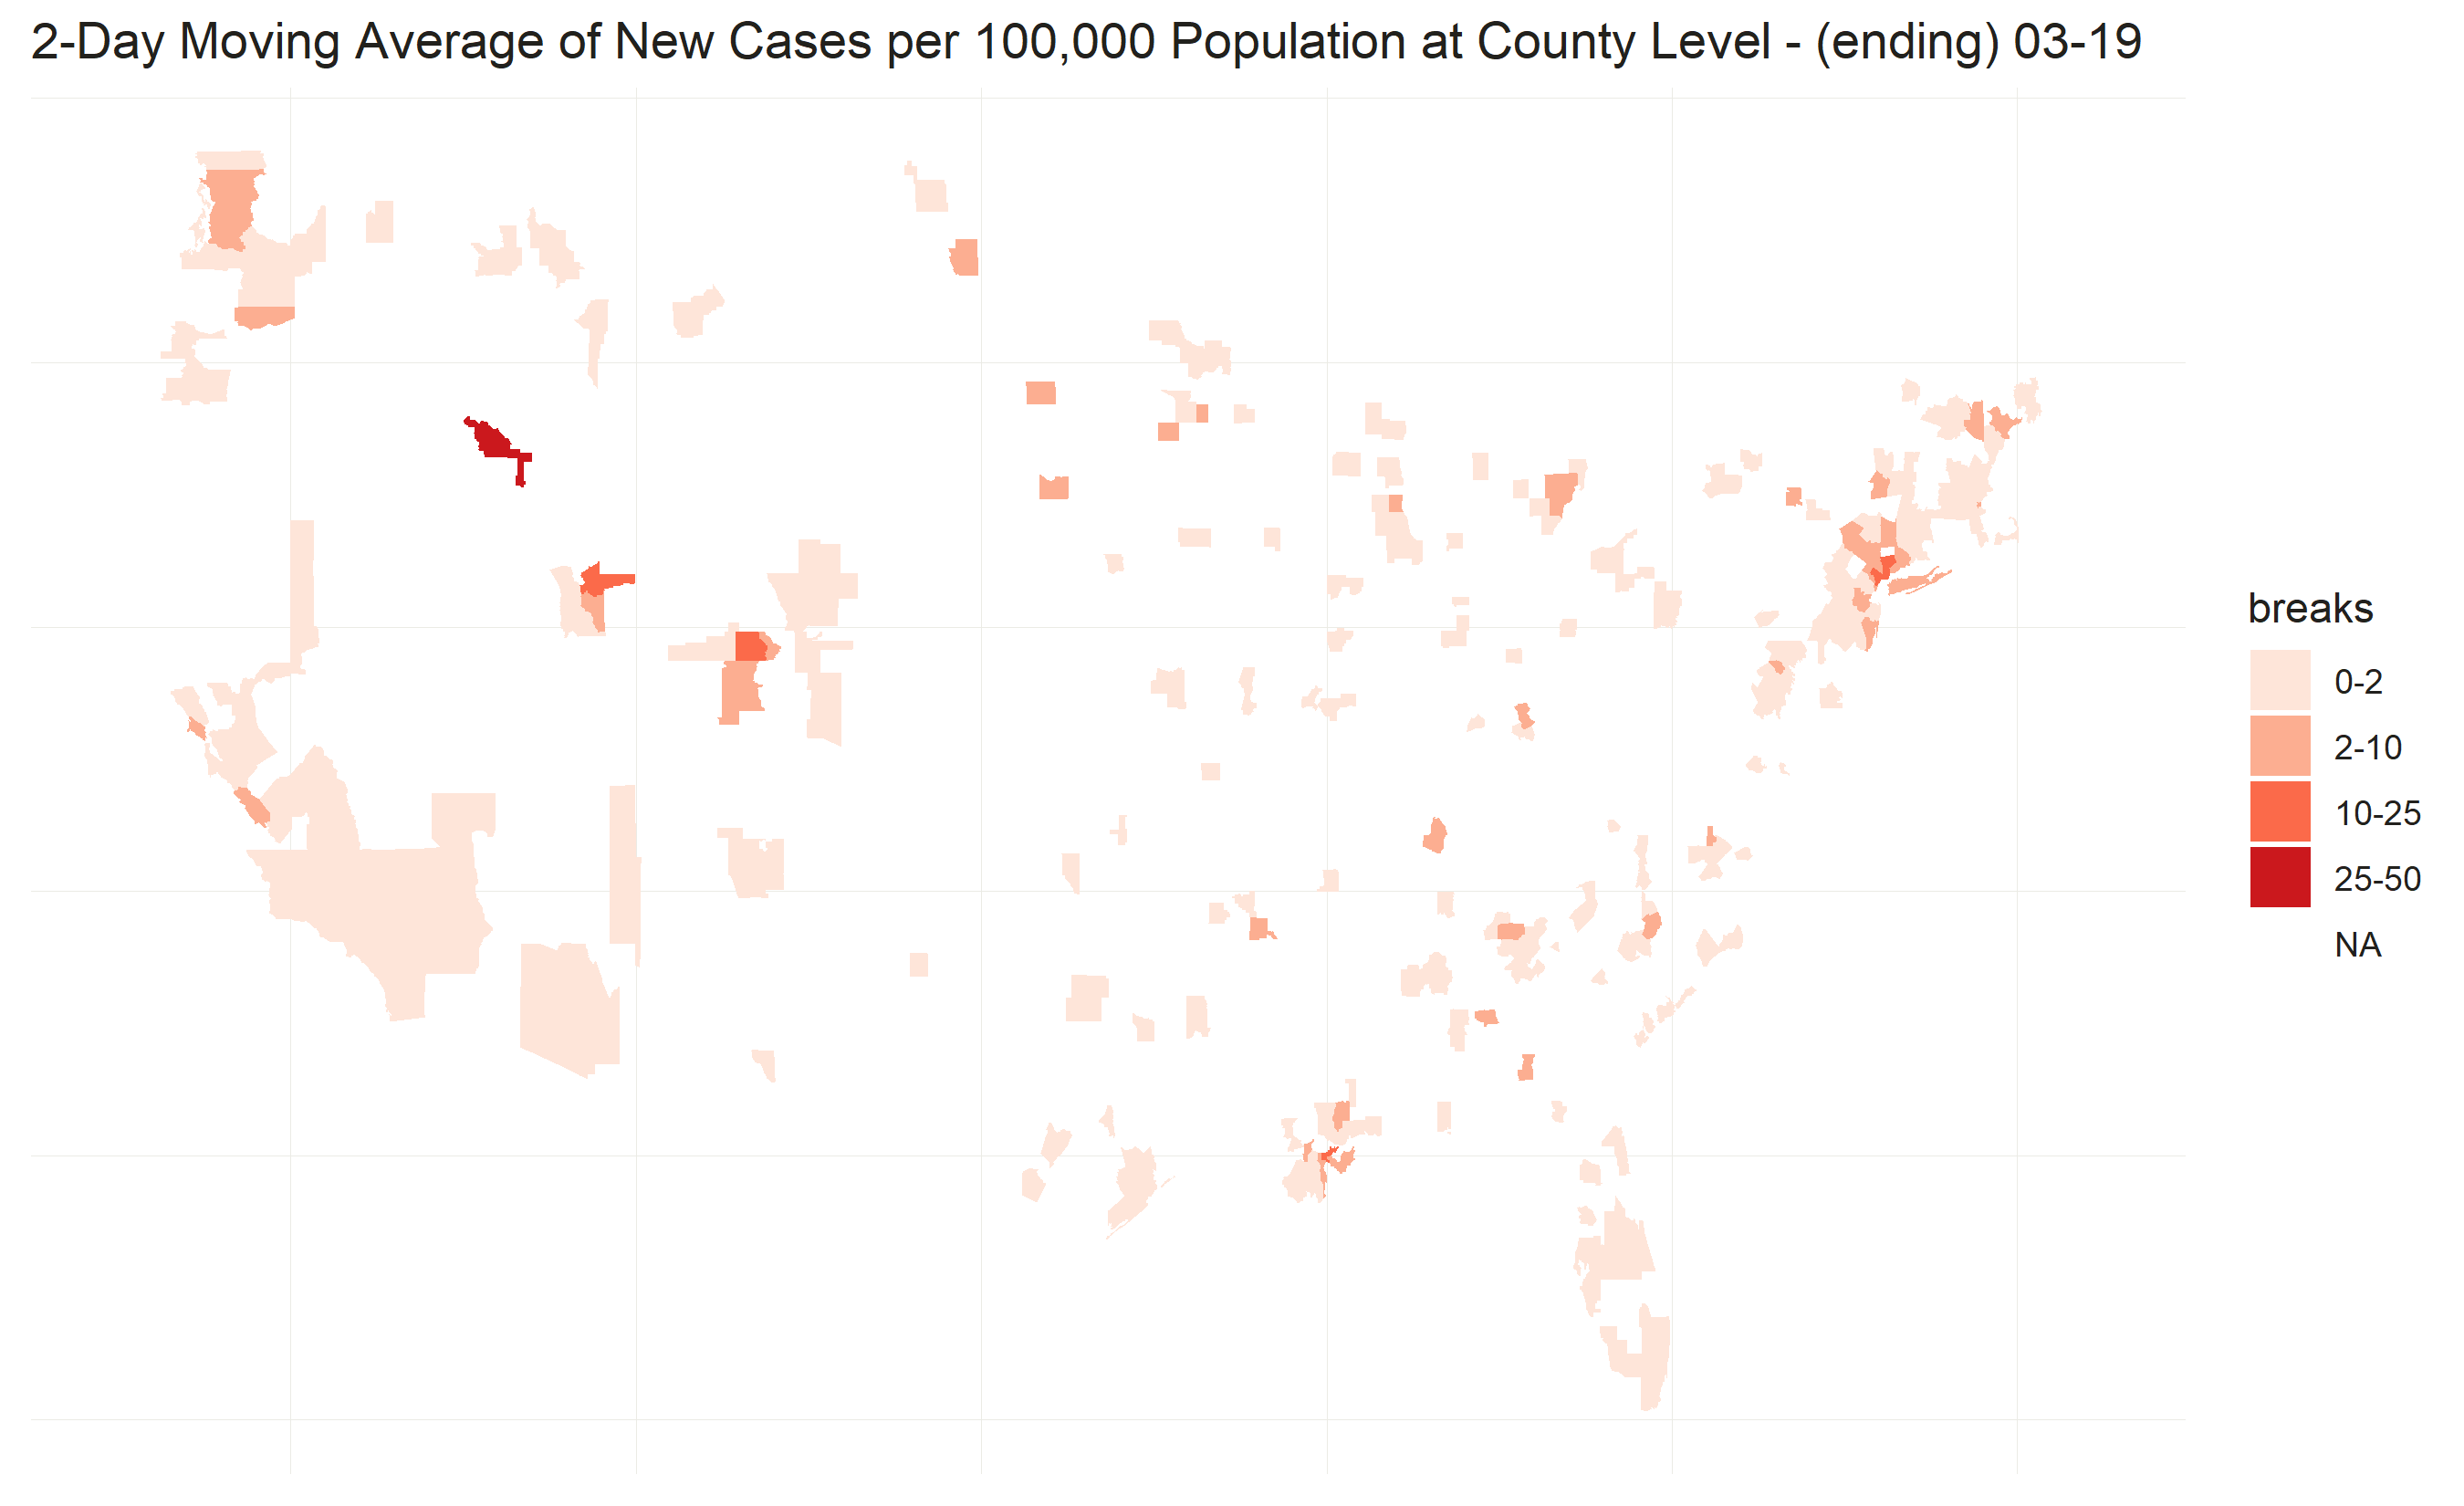 2-Day Moving Average of New Cases per 100,000 Population at County Level - (ending) 03-19
breaks
0-2
2-10
10-25
25-50
NA